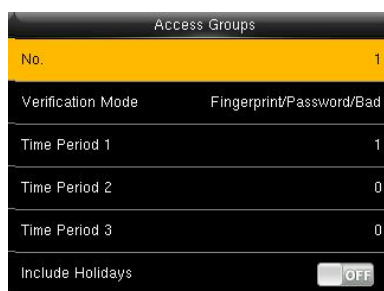 Access Groups
No. 1
Verification Mode Fingerprint/Password/Bad
Time Period 1 1
Time Period 2 0
Time Period 3 0
Include Holidays OFF